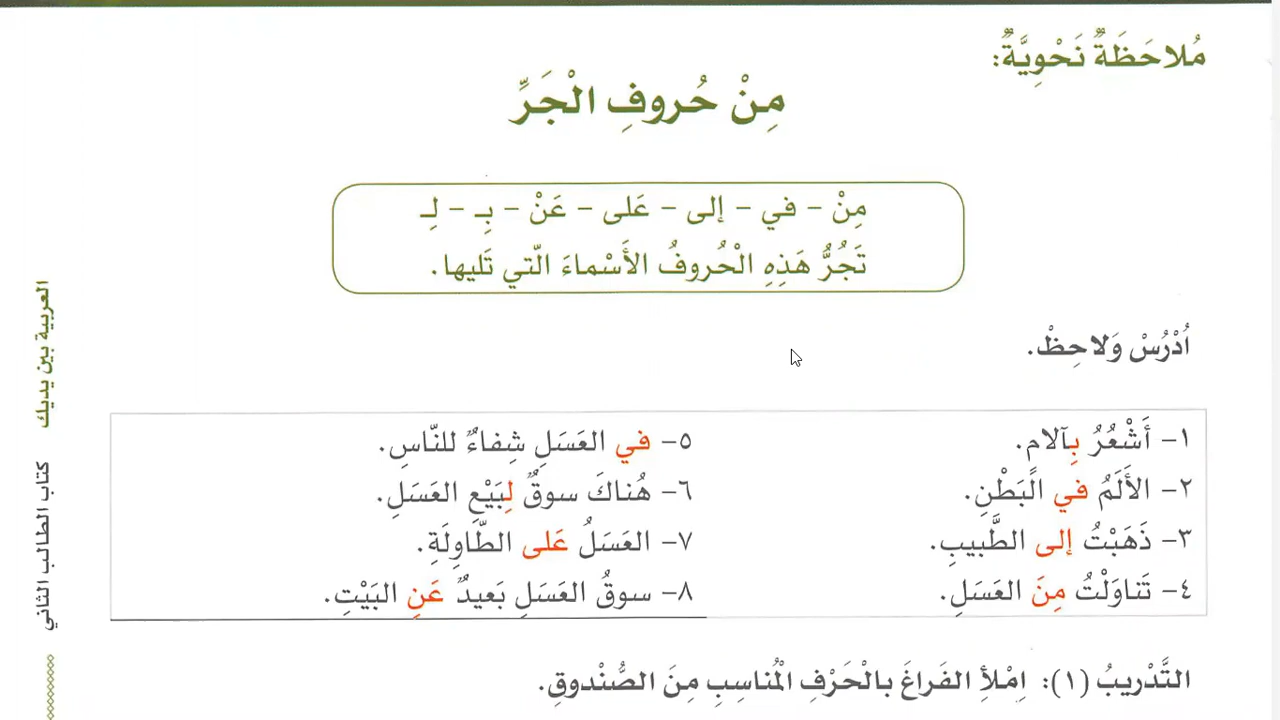 مُلاحَظَةٌ نَحْوِيَّةٌ:
مِنْ حُروفِ الْجَرِّ
مِنْ – في – إلى – عَلى – عَنْ – بِـ – لِـ
تَجُرُّ هَذِهِ الْحُروفُ الأَسْماءَ الّتي تَليها.
اُدْرُسْ وَلاحِظْ.
١- أَشْعُرُ بِآلام.
٢- الأَلَمُ في الْبَطْنِ.
٣- ذَهَبْتُ إلى الطَّبيبِ.
٤- تَناوَلْتُ مِنَ العَسَلِ.
٥- في العَسَلِ شِفاءٌ للنّاسِ.
٦- هُناكَ سوقٌ لِبَيْعِ العَسَلِ.
٧- العَسَلُ عَلى الطّاوِلَةِ.
٨- سوقُ العَسَلِ بَعيدٌ عَنِ البَيْتِ.
التَّدْريبُ (١): اِمْلأِ الفَراغَ بالْحَرْفِ الْمُناسِبِ مِنَ الصُّنْدوقِ.
العربية بين يديك
كتاب الطالب الثاني